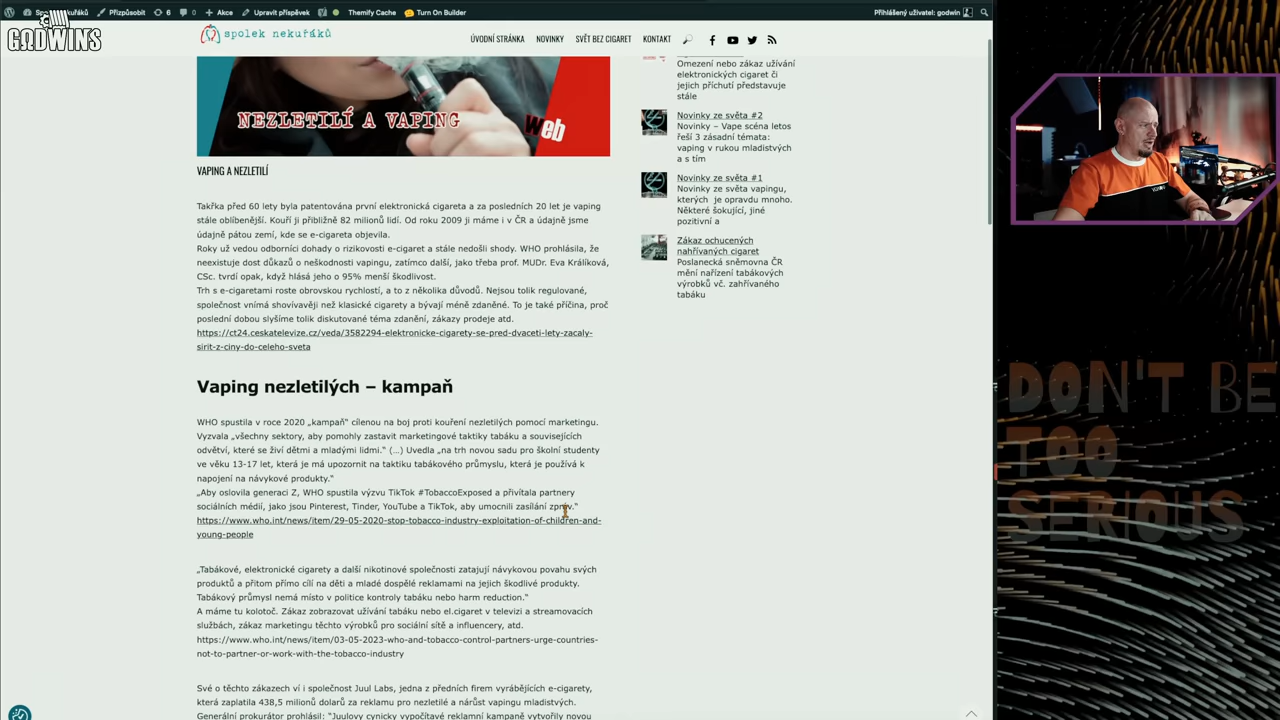 Přizpůsobit
6
0
Akce
Upravit příspěvek
Themify Cache
Turn On Builder
Přihlášený uživatel: godwin
GODWINS
spolek nekuřáků
ÚVODNÍ STRÁNKA
NOVINKY
SVĚT BEZ CIGARET
KONTAKT
NEZLETILÍ A VAPING
Web
VAPING A NEZLETILÍ
Takřka před 60 lety byla patentována první elektronická cigareta a za posledních 20 let je vaping
stále oblíbenější. Kouří ji přibližně 82 milionů lidí. Od roku 2009 ji máme i v ČR a údajně jsme
údajně pátou zemí, kde se e-cigareta objevila.
Roky už vedou odborníci dohady o rizikovosti e-cigaret a stále nedošli shody. WHO prohlásila, že
neexistuje dost důkazů o neškodnosti vapingu, zatímco další, jako třeba prof. MUDr. Eva Králíková,
CSc. tvrdí opak, když hlásá jeho o 95% menší škodlivost.
Trh s e-cigaretami roste obrovskou rychlostí, a to z několika důvodů. Nejsou tolik regulované,
společnost vnímá shovívavěji než klasické cigarety a bývají méně zdaněné. To je také příčina, proč
poslední dobou slyšíme tolik diskutované téma zdanění, zákazy prodeje atd.
https://ct24.ceskatelevize.cz/veda/3582294-elektronicke-cigarety-se-pred-dvaceti-lety-zacaly-
sirit-z-ciny-do-celeho-sveta
Vaping nezletilých – kampaň
WHO spustila v roce 2020 „kampaň“ cílenou na boj proti kouření nezletilých pomocí marketingu.
Vyzvala „všechny sektory, aby pomohly zastavit marketingové taktiky tabáku a souvisejících
odvětví, které se živí dětmi a mladými lidmi.“ (…) Uvedla „na trh novou sadu pro školní studenty
ve věku 13-17 let, která je má upozornit na taktiku tabákového průmyslu, která je používá k
napojení na návykové produkty.“
„Aby oslovila generaci Z, WHO spustila výzvu TikTok #TobaccoExposed a přivítala partnery
sociálních médií, jako jsou Pinterest, Tinder, YouTube a TikTok, aby umocnili zasílání zpráv.“
https://www.who.int/news/item/29-05-2020-stop-tobacco-industry-exploitation-of-children-and-
young-people
„Tabákové, elektronické cigarety a další nikotinové společnosti zatajují návykovou povahu svých
produktů a přitom přímo cílí na děti a mladé dospělé reklamami na jejich škodlivé produkty.
Tabákový průmysl nemá místo v politice kontroly tabáku nebo harm reduction.“
A máme tu kolotoč. Zákaz zobrazovat užívání tabáku nebo el.cigaret v televizi a streamovacích
službách, zákaz marketingu těchto výrobků pro sociální sítě a influencery, atd.
https://www.who.int/news/item/03-05-2023-who-and-tobacco-control-partners-urge-countries-
not-to-partner-or-work-with-the-tobacco-industry
Své o těchto zákazech ví i společnost Juul Labs, jedna z předních firem vyrábějících e-cigarety,
která zaplatila 438,5 milionů dolarů za reklamu pro nezletilé a nárůst vapingu mladistvých.
Generální prokurátor prohlásil: “Juulovy cynicky vypočítavé reklamní kampaně vytvořily novou
Omezení nebo zákaz užívání
elektronických cigaret či
jejich příchutí představuje
stále
Novinky ze světa #2
Novinky – Vape scéna letos
řeší 3 zásadní témata:
vaping v rukou mladistvých
a s tím
Novinky ze světa #1
Novinky ze světa vapingu,
kterých je opravdu mnoho.
Některé šokující, jiné
pozitivní a
Zákaz ochucených
nahřívaných cigaret
Poslanecká sněmovna ČR
mění nařízení tabákových
výrobků vč. zahřívaného
tabáku
DON'T BE
TOO
SERIOUS